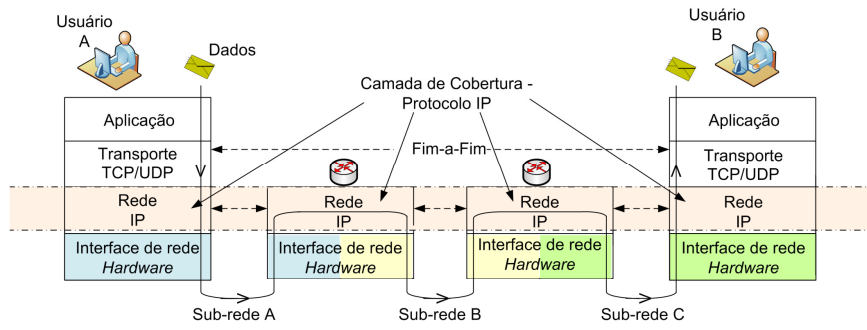 Usuário
A
Dados
Usuário
B
Camada de Cobertura -
Protocolo IP
Aplicação
Aplicação
Transporte
TCP/UDP
Fim-a-Fim
Transporte
TCP/UDP
Rede
IP
Rede
IP
Rede
IP
Rede
IP
Interface de rede
Hardware
Interface de rede
Hardware
Interface de rede
Hardware
Interface de rede
Hardware
Sub-rede A
Sub-rede B
Sub-rede C